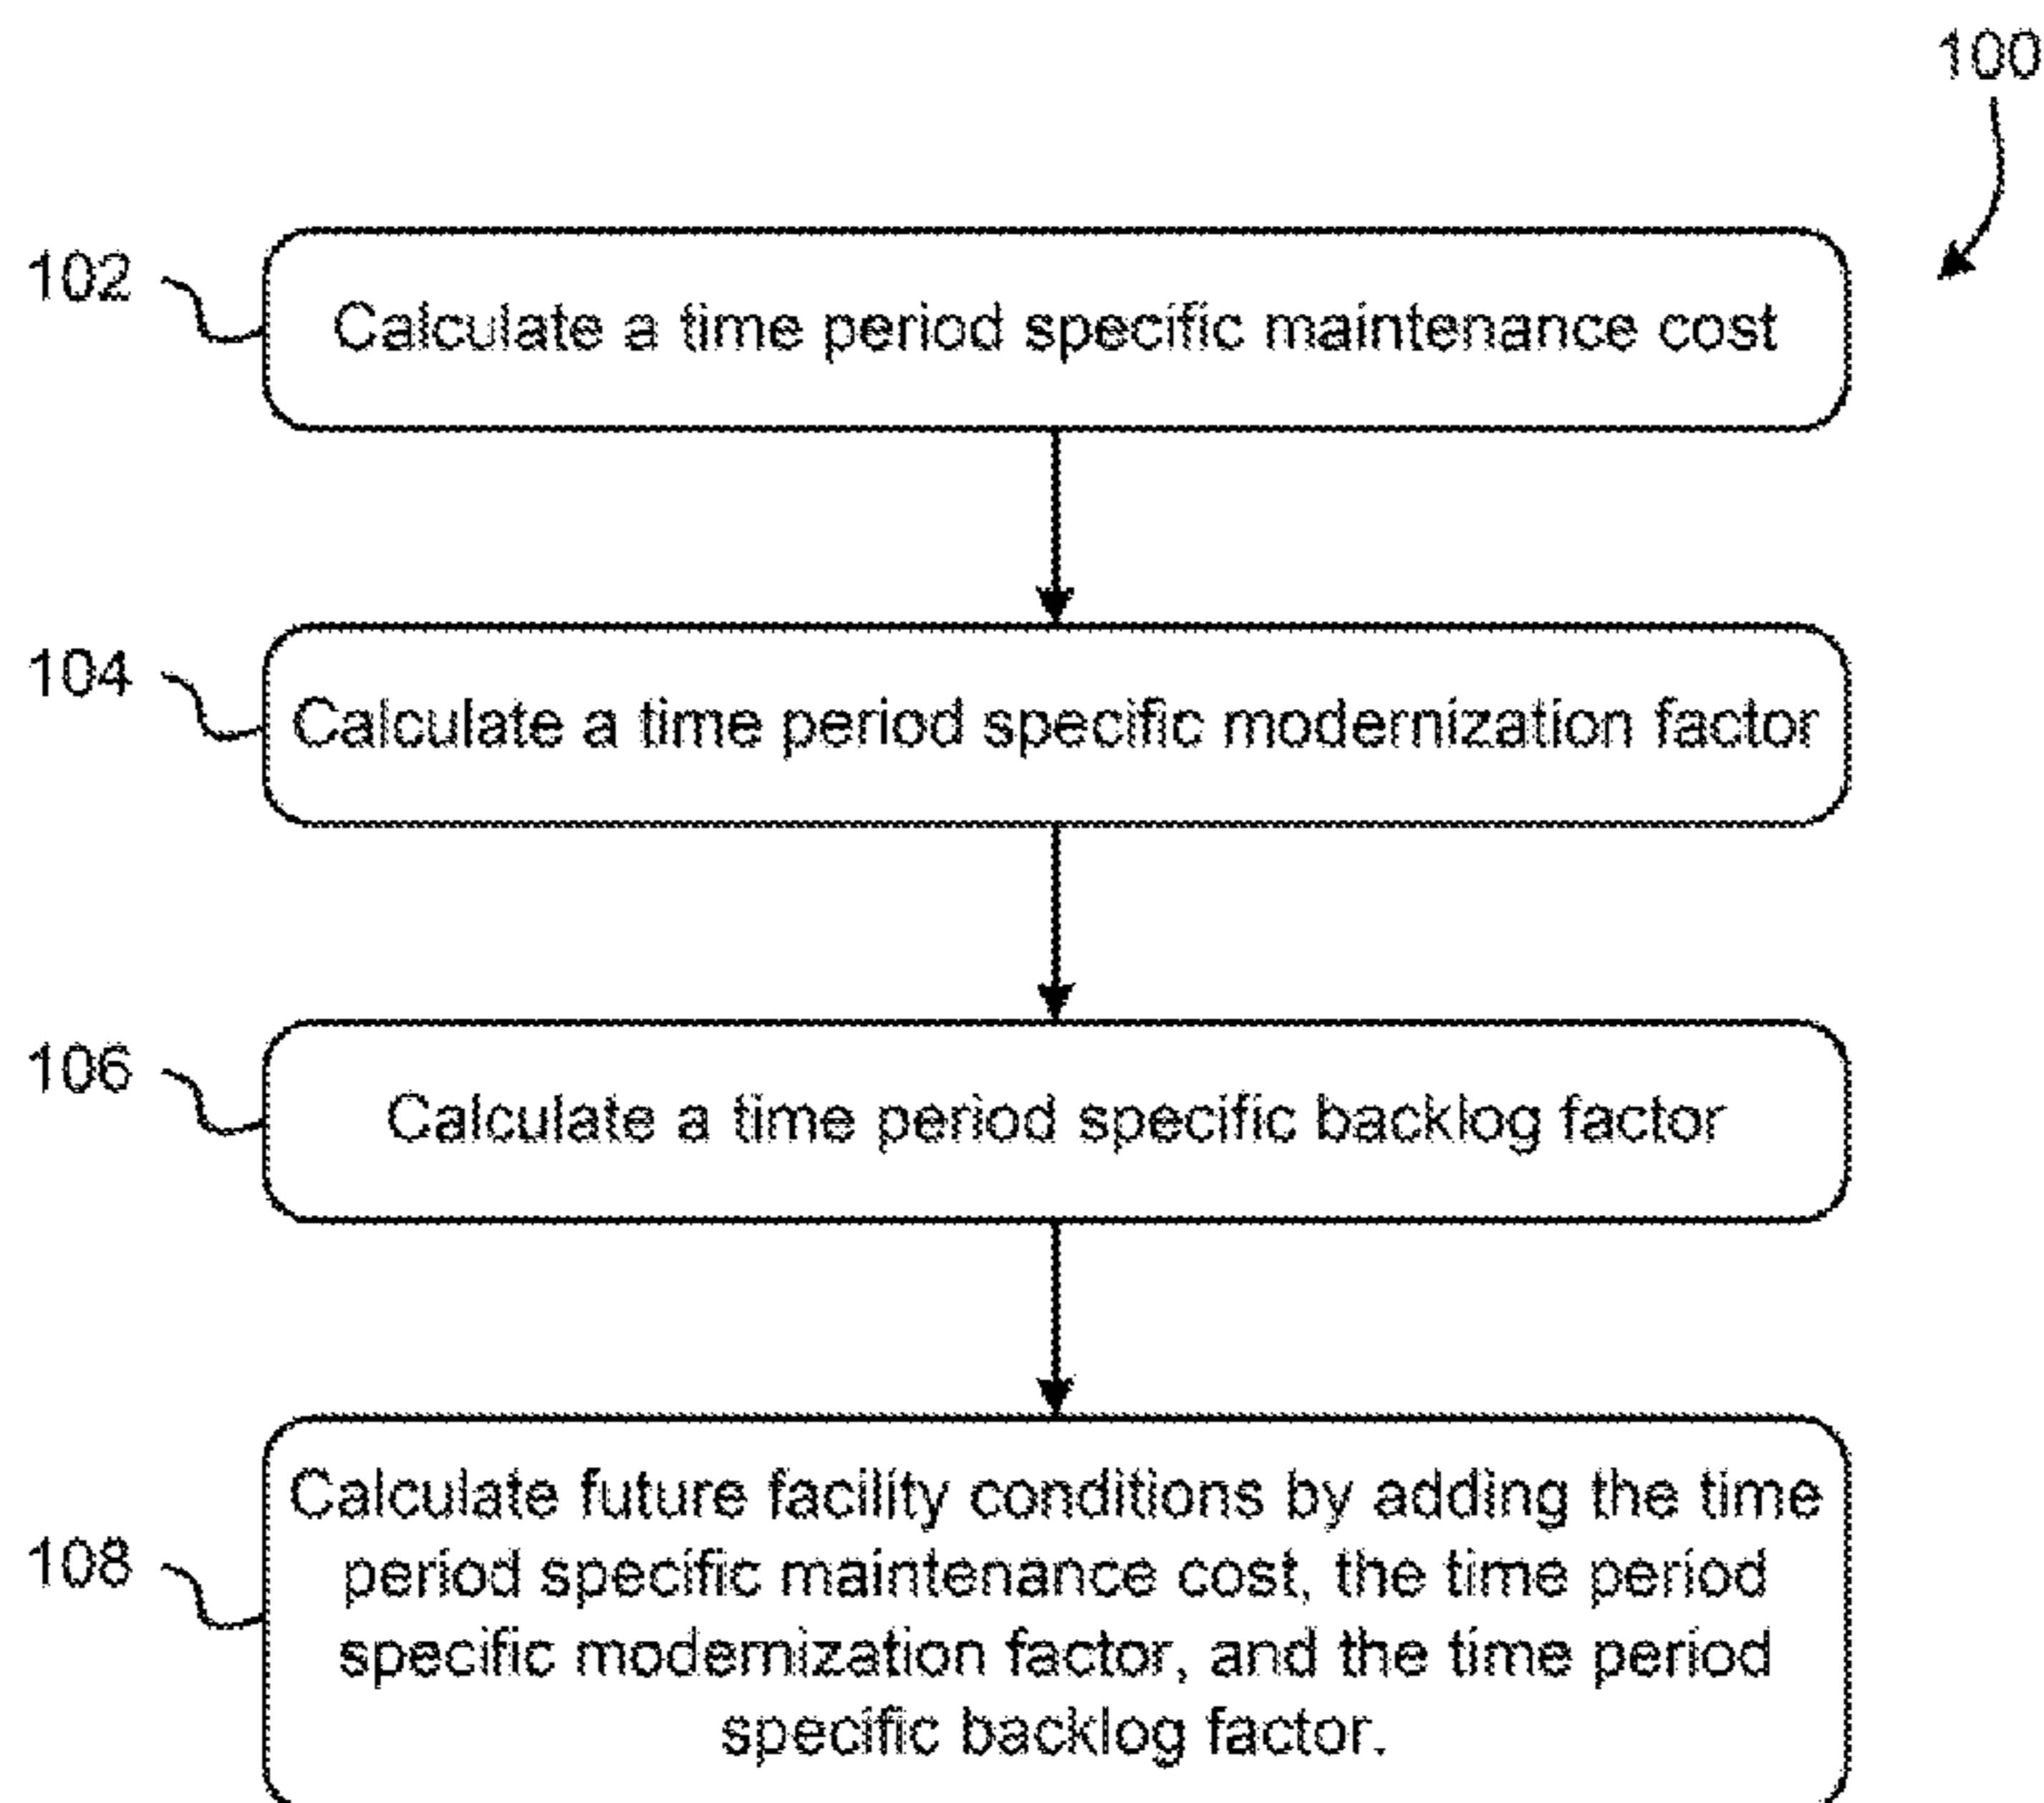 100
102
Calculate a time period specific maintenance cost
104
Calculate a time period specific modernization factor
106
Calculate a time period specific backlog factor
108
Calculate future facility conditions by adding the time
period specific maintenance cost, the time period
specific modernization factor, and the time period
specific backlog factor.